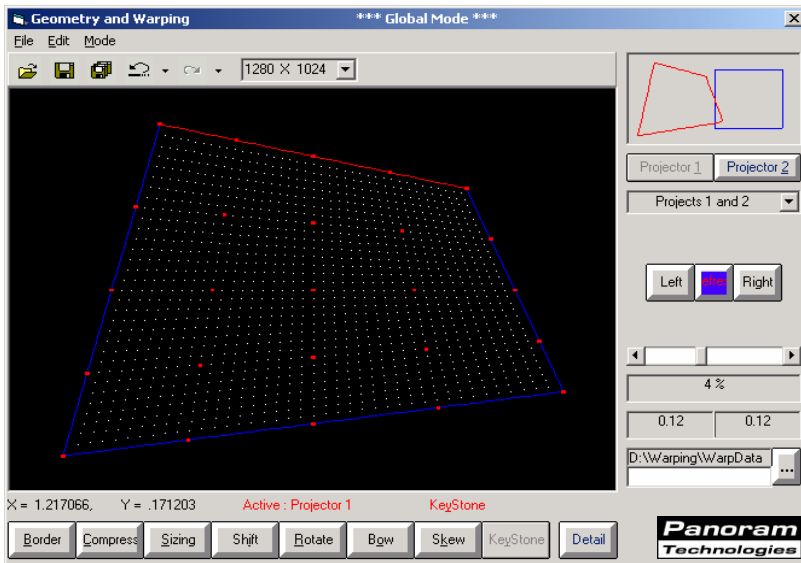 Geometry and Warping *** Global Mode ***
File Edit Mode
1280 X 1024
Projector 1 Projector 2
Projects 1 and 2
Left Right
4 %
0.12 0.12
D:\Warping\WarpData
...
X = 1.217066, Y = .171203 Active : Projector 1 KeyStone
Border Compress Sizing Shift Rotate Bow Skew KeyStone Detail
Panoram
Technologies